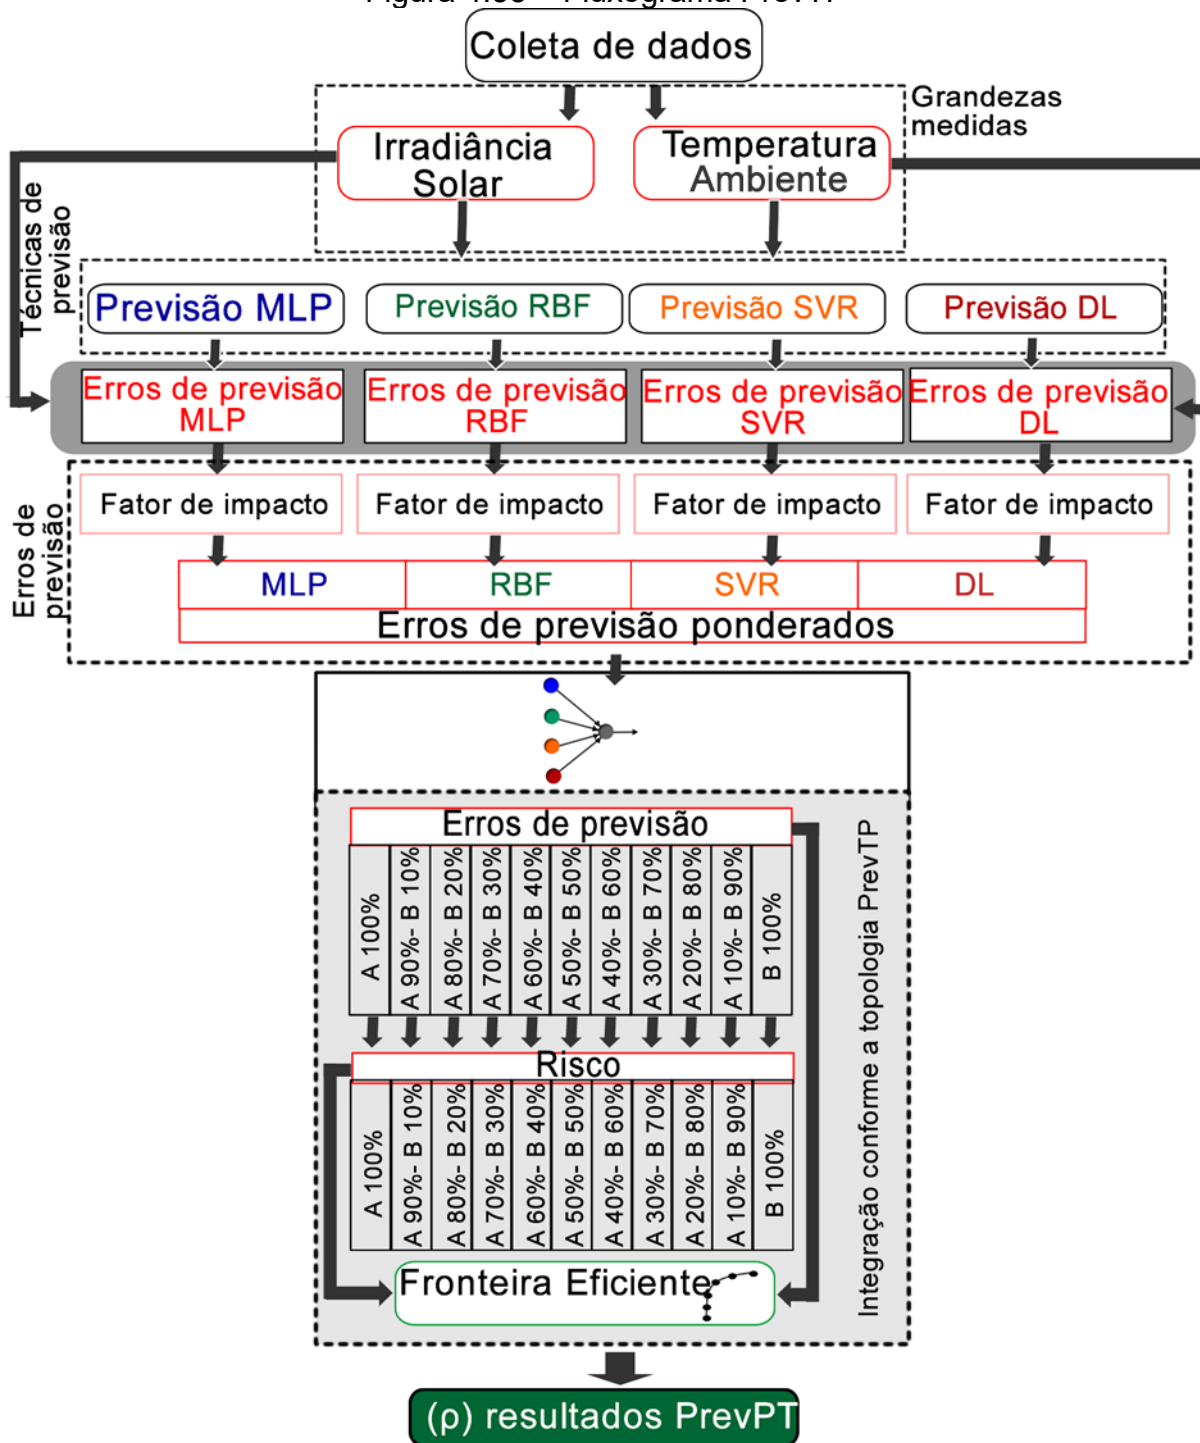 Coleta de dados
Grandezas
medidas
Irradiância
Solar
Temperatura
Ambiente
Técnicas de
previsão
Previsão MLP
Previsão RBF
Previsão SVR
Previsão DL
Erros de previsão
MLP
Erros de previsão
RBF
Erros de previsão
SVR
Erros de previsão
DL
Erros de
previsão
Fator de impacto
Fator de impacto
Fator de impacto
Fator de impacto
MLP
RBF
SVR
DL
Erros de previsão ponderados
Integração conforme a topologia PrevTP
Erros de previsão
A 100%
A 90%- B 10%
A 80%- B 20%
A 70%- B 30%
A 60%- B 40%
A 50%- B 50%
A 40%- B 60%
A 30%- B 70%
A 20%- B 80%
A 10%- B 90%
B 100%
Risco
A 100%
A 90%- B 10%
A 80%- B 20%
A 70%- B 30%
A 60%- B 40%
A 50%- B 50%
A 40%- B 60%
A 30%- B 70%
A 20%- B 80%
A 10%- B 90%
B 100%
Fronteira Eficiente
(ρ) resultados PrevPT